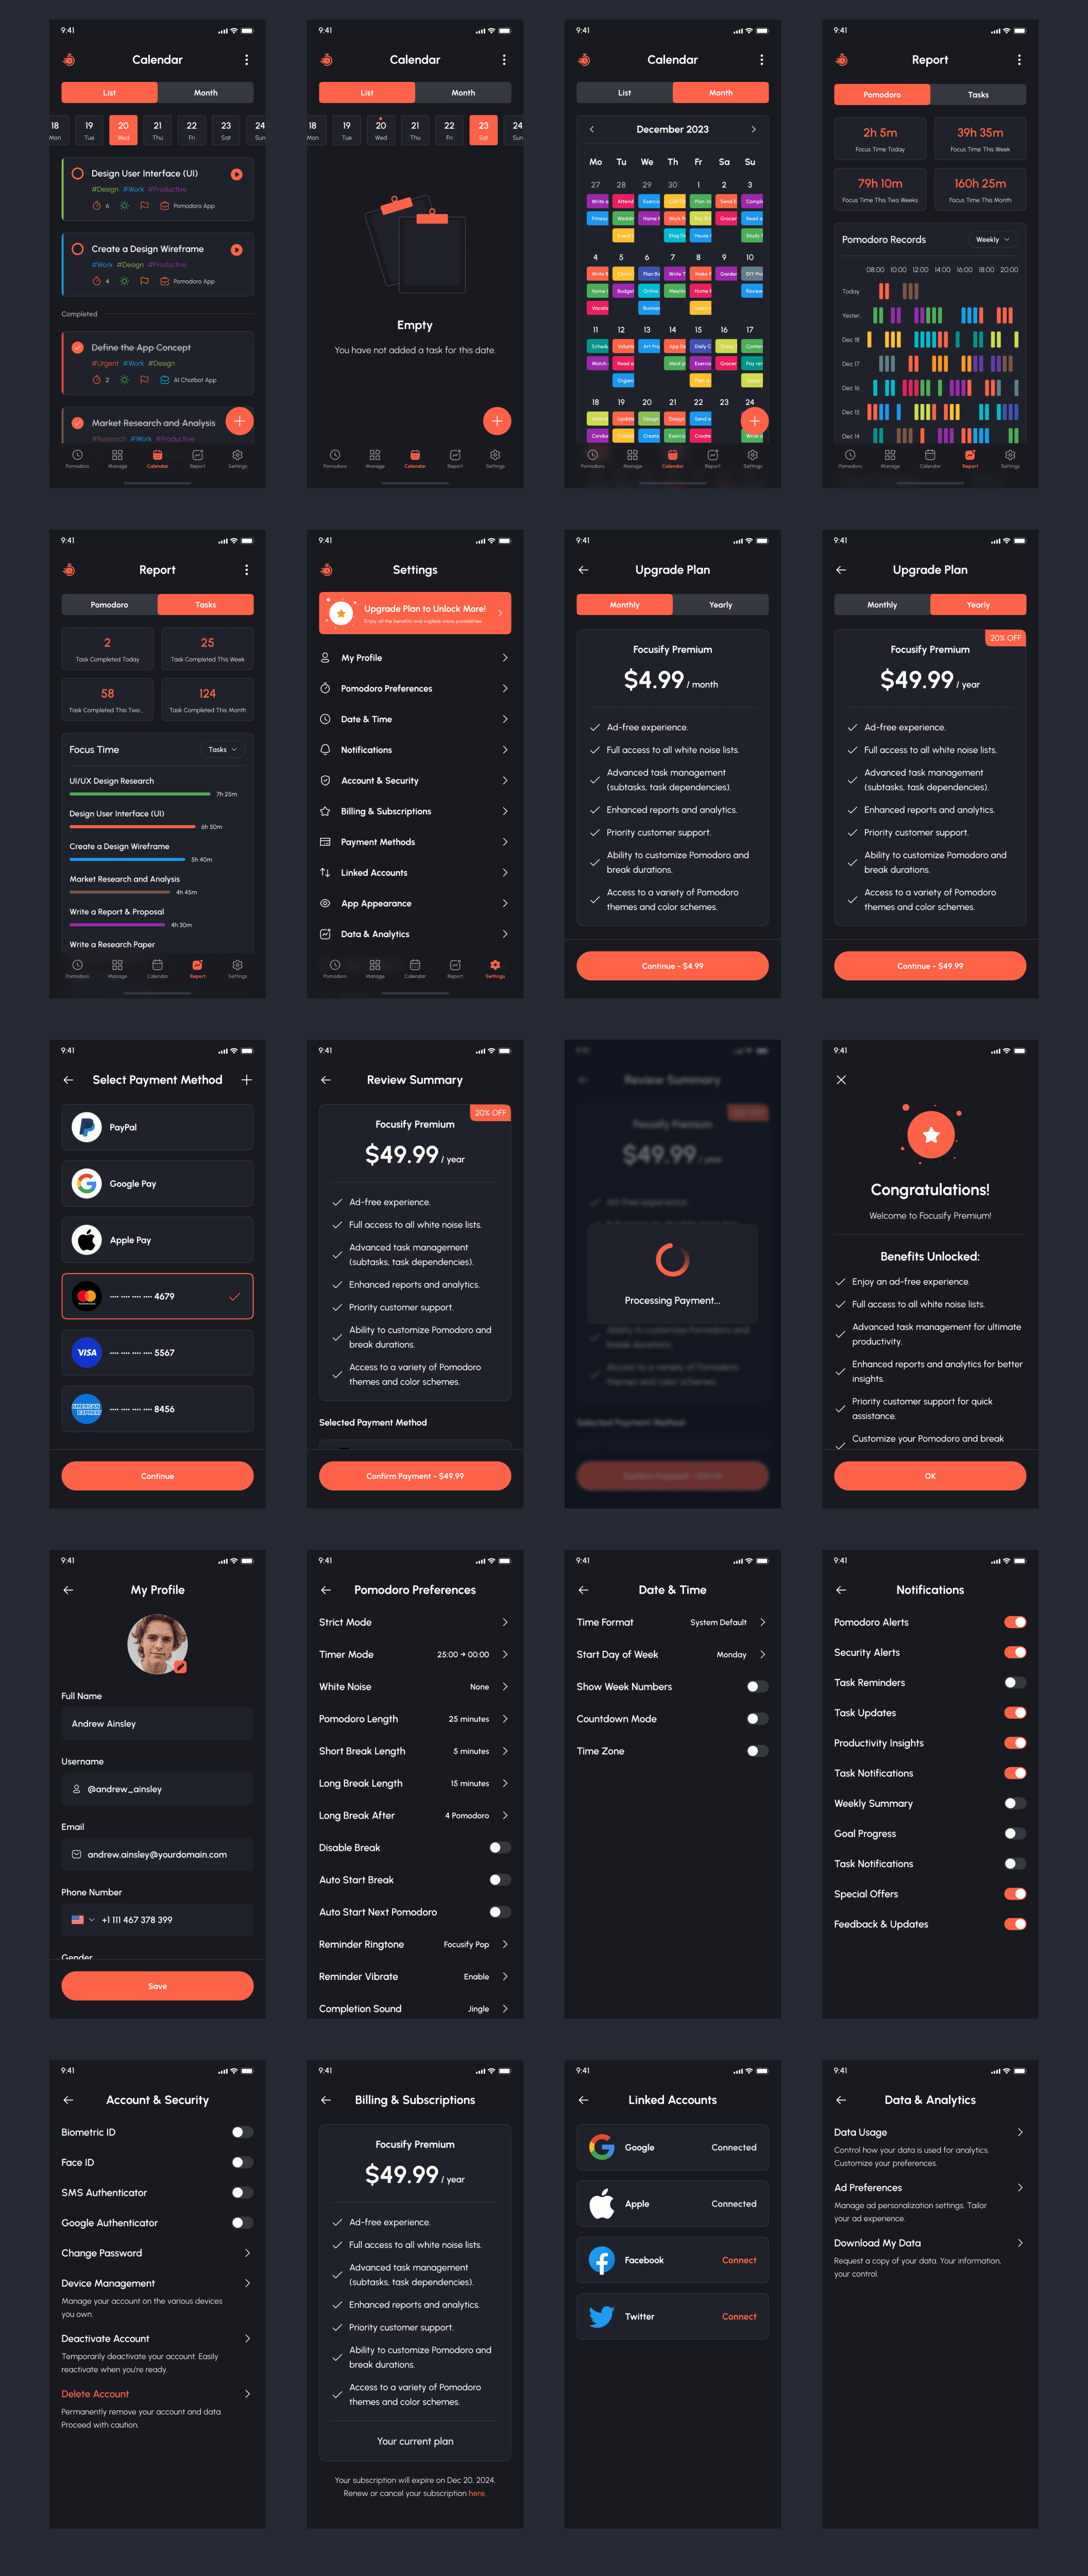 9:41
Calendar
List
Month
18
19
20
21
22
23
24
Mon
Tue
Wed
Thu
Fri
Sat
Sun
Design User Interface (UI)
#Design #Work #Productive
6
Pomodoro App
Create a Design Wireframe
#Work #Design #Productive
4
Pomodoro App
Completed
Define the App Concept
#Urgent #Work #Design
2
AI Chatbot App
Market Research and Analysis
#Research #Work #Productive
Pomodoro
Manage
Calendar
Report
Settings
9:41
Calendar
List
Month
18
19
20
21
22
23
24
Mon
Tue
Wed
Thu
Fri
Sat
Sun
Empty
You have not added a task for this date.
Pomodoro
Manage
Calendar
Report
Settings
9:41
Calendar
List
Month
December 2023
Mo Tu We Th Fr Sa Su
27 28 29 30 1 2 3
4 5 6 7 8 9 10
11 12 13 14 15 16 17
18 19 20 21 22 23 24
Pomodoro
Manage
Calendar
Report
Settings
9:41
Report
Pomodoro
Tasks
2h 5m
Focus Time Today
39h 35m
Focus Time This Week
79h 10m
Focus Time This Two Weeks
160h 25m
Focus Time This Month
Pomodoro Records
Weekly
08:00 10:00 12:00 14:00 16:00 18:00 20:00
Today
Yester...
Dec 18
Dec 17
Dec 16
Dec 15
Dec 14
Pomodoro
Manage
Calendar
Report
Settings
9:41
Report
Pomodoro
Tasks
2
Task Completed Today
25
Task Completed This Week
58
Task Completed This Two..
124
Task Completed This Month
Focus Time
Tasks
UI/UX Design Research
7h 25m
Design User Interface (UI)
6h 50m
Create a Design Wireframe
5h 40m
Market Research and Analysis
4h 45m
Write a Report & Proposal
4h 30m
Write a Research Paper
Pomodoro
Manage
Calendar
Report
Settings
9:41
Settings
Upgrade Plan to Unlock More!
Enjoy all the benefits and explore more possibilities
My Profile
Pomodoro Preferences
Date & Time
Notifications
Account & Security
Billing & Subscriptions
Payment Methods
Linked Accounts
App Appearance
Data & Analytics
Pomodoro
Manage
Calendar
Report
Settings
9:41
Upgrade Plan
Monthly
Yearly
Focusify Premium
$4.99 / month
Ad-free experience.
Full access to all white noise lists.
Advanced task management
(subtasks, task dependencies).
Enhanced reports and analytics.
Priority customer support.
Ability to customize Pomodoro and
break durations.
Access to a variety of Pomodoro
themes and color schemes.
Continue - $4.99
9:41
Upgrade Plan
Monthly
Yearly
20% OFF
Focusify Premium
$49.99 / year
Ad-free experience.
Full access to all white noise lists.
Advanced task management
(subtasks, task dependencies).
Enhanced reports and analytics.
Priority customer support.
Ability to customize Pomodoro and
break durations.
Access to a variety of Pomodoro
themes and color schemes.
Continue - $49.99
9:41
Select Payment Method
PayPal
Google Pay
Apple Pay
•••• •••• •••• 4679
VISA
•••• •••• •••• 5567
AMERICAN
EXPRESS
•••• •••• •••• 8456
Continue
9:41
Review Summary
20% OFF
Focusify Premium
$49.99 / year
Ad-free experience.
Full access to all white noise lists.
Advanced task management
(subtasks, task dependencies).
Enhanced reports and analytics.
Priority customer support.
Ability to customize Pomodoro and
break durations.
Access to a variety of Pomodoro
themes and color schemes.
Selected Payment Method
Confirm Payment - $49.99
Review Summary
Focusify Premium
$49.99 / year
Processing Payment...
9:41
Congratulations!
Welcome to Focusify Premium!
Benefits Unlocked:
Enjoy an ad-free experience.
Full access to all white noise lists.
Advanced task management for ultimate
productivity.
Enhanced reports and analytics for better
insights.
Priority customer support for quick
assistance.
Customize your Pomodoro and break
OK
9:41
My Profile
Full Name
Andrew Ainsley
Username
@andrew_ainsley
Email
andrew.ainsley@yourdomain.com
Phone Number
+1 111 467 378 399
Gender
Save
9:41
Pomodoro Preferences
Strict Mode
Timer Mode
25:00 → 00:00
White Noise
None
Pomodoro Length
25 minutes
Short Break Length
5 minutes
Long Break Length
15 minutes
Long Break After
4 Pomodoro
Disable Break
Auto Start Break
Auto Start Next Pomodoro
Reminder Ringtone
Focusify Pop
Reminder Vibrate
Enable
Completion Sound
Jingle
9:41
Date & Time
Time Format
System Default
Start Day of Week
Monday
Show Week Numbers
Countdown Mode
Time Zone
9:41
Notifications
Pomodoro Alerts
Security Alerts
Task Reminders
Task Updates
Productivity Insights
Task Notifications
Weekly Summary
Goal Progress
Task Notifications
Special Offers
Feedback & Updates
9:41
Account & Security
Biometric ID
Face ID
SMS Authenticator
Google Authenticator
Change Password
Device Management
Manage your account on the various devices
you own.
Deactivate Account
Temporarily deactivate your account. Easily
reactivate when you're ready.
Delete Account
Permanently remove your account and data.
Proceed with caution.
9:41
Billing & Subscriptions
Focusify Premium
$49.99 / year
Ad-free experience.
Full access to all white noise lists.
Advanced task management
(subtasks, task dependencies).
Enhanced reports and analytics.
Priority customer support.
Ability to customize Pomodoro and
break durations.
Access to a variety of Pomodoro
themes and color schemes.
Your current plan
Your subscription will expire on Dec 20, 2024.
Renew or cancel your subscription here.
9:41
Linked Accounts
Google
Connected
Apple
Connected
Facebook
Connect
Twitter
Connect
9:41
Data & Analytics
Data Usage
Control how your data is used for analytics.
Customize your preferences.
Ad Preferences
Manage ad personalization settings. Tailor
your ad experience.
Download My Data
Request a copy of your data. Your information,
your control.